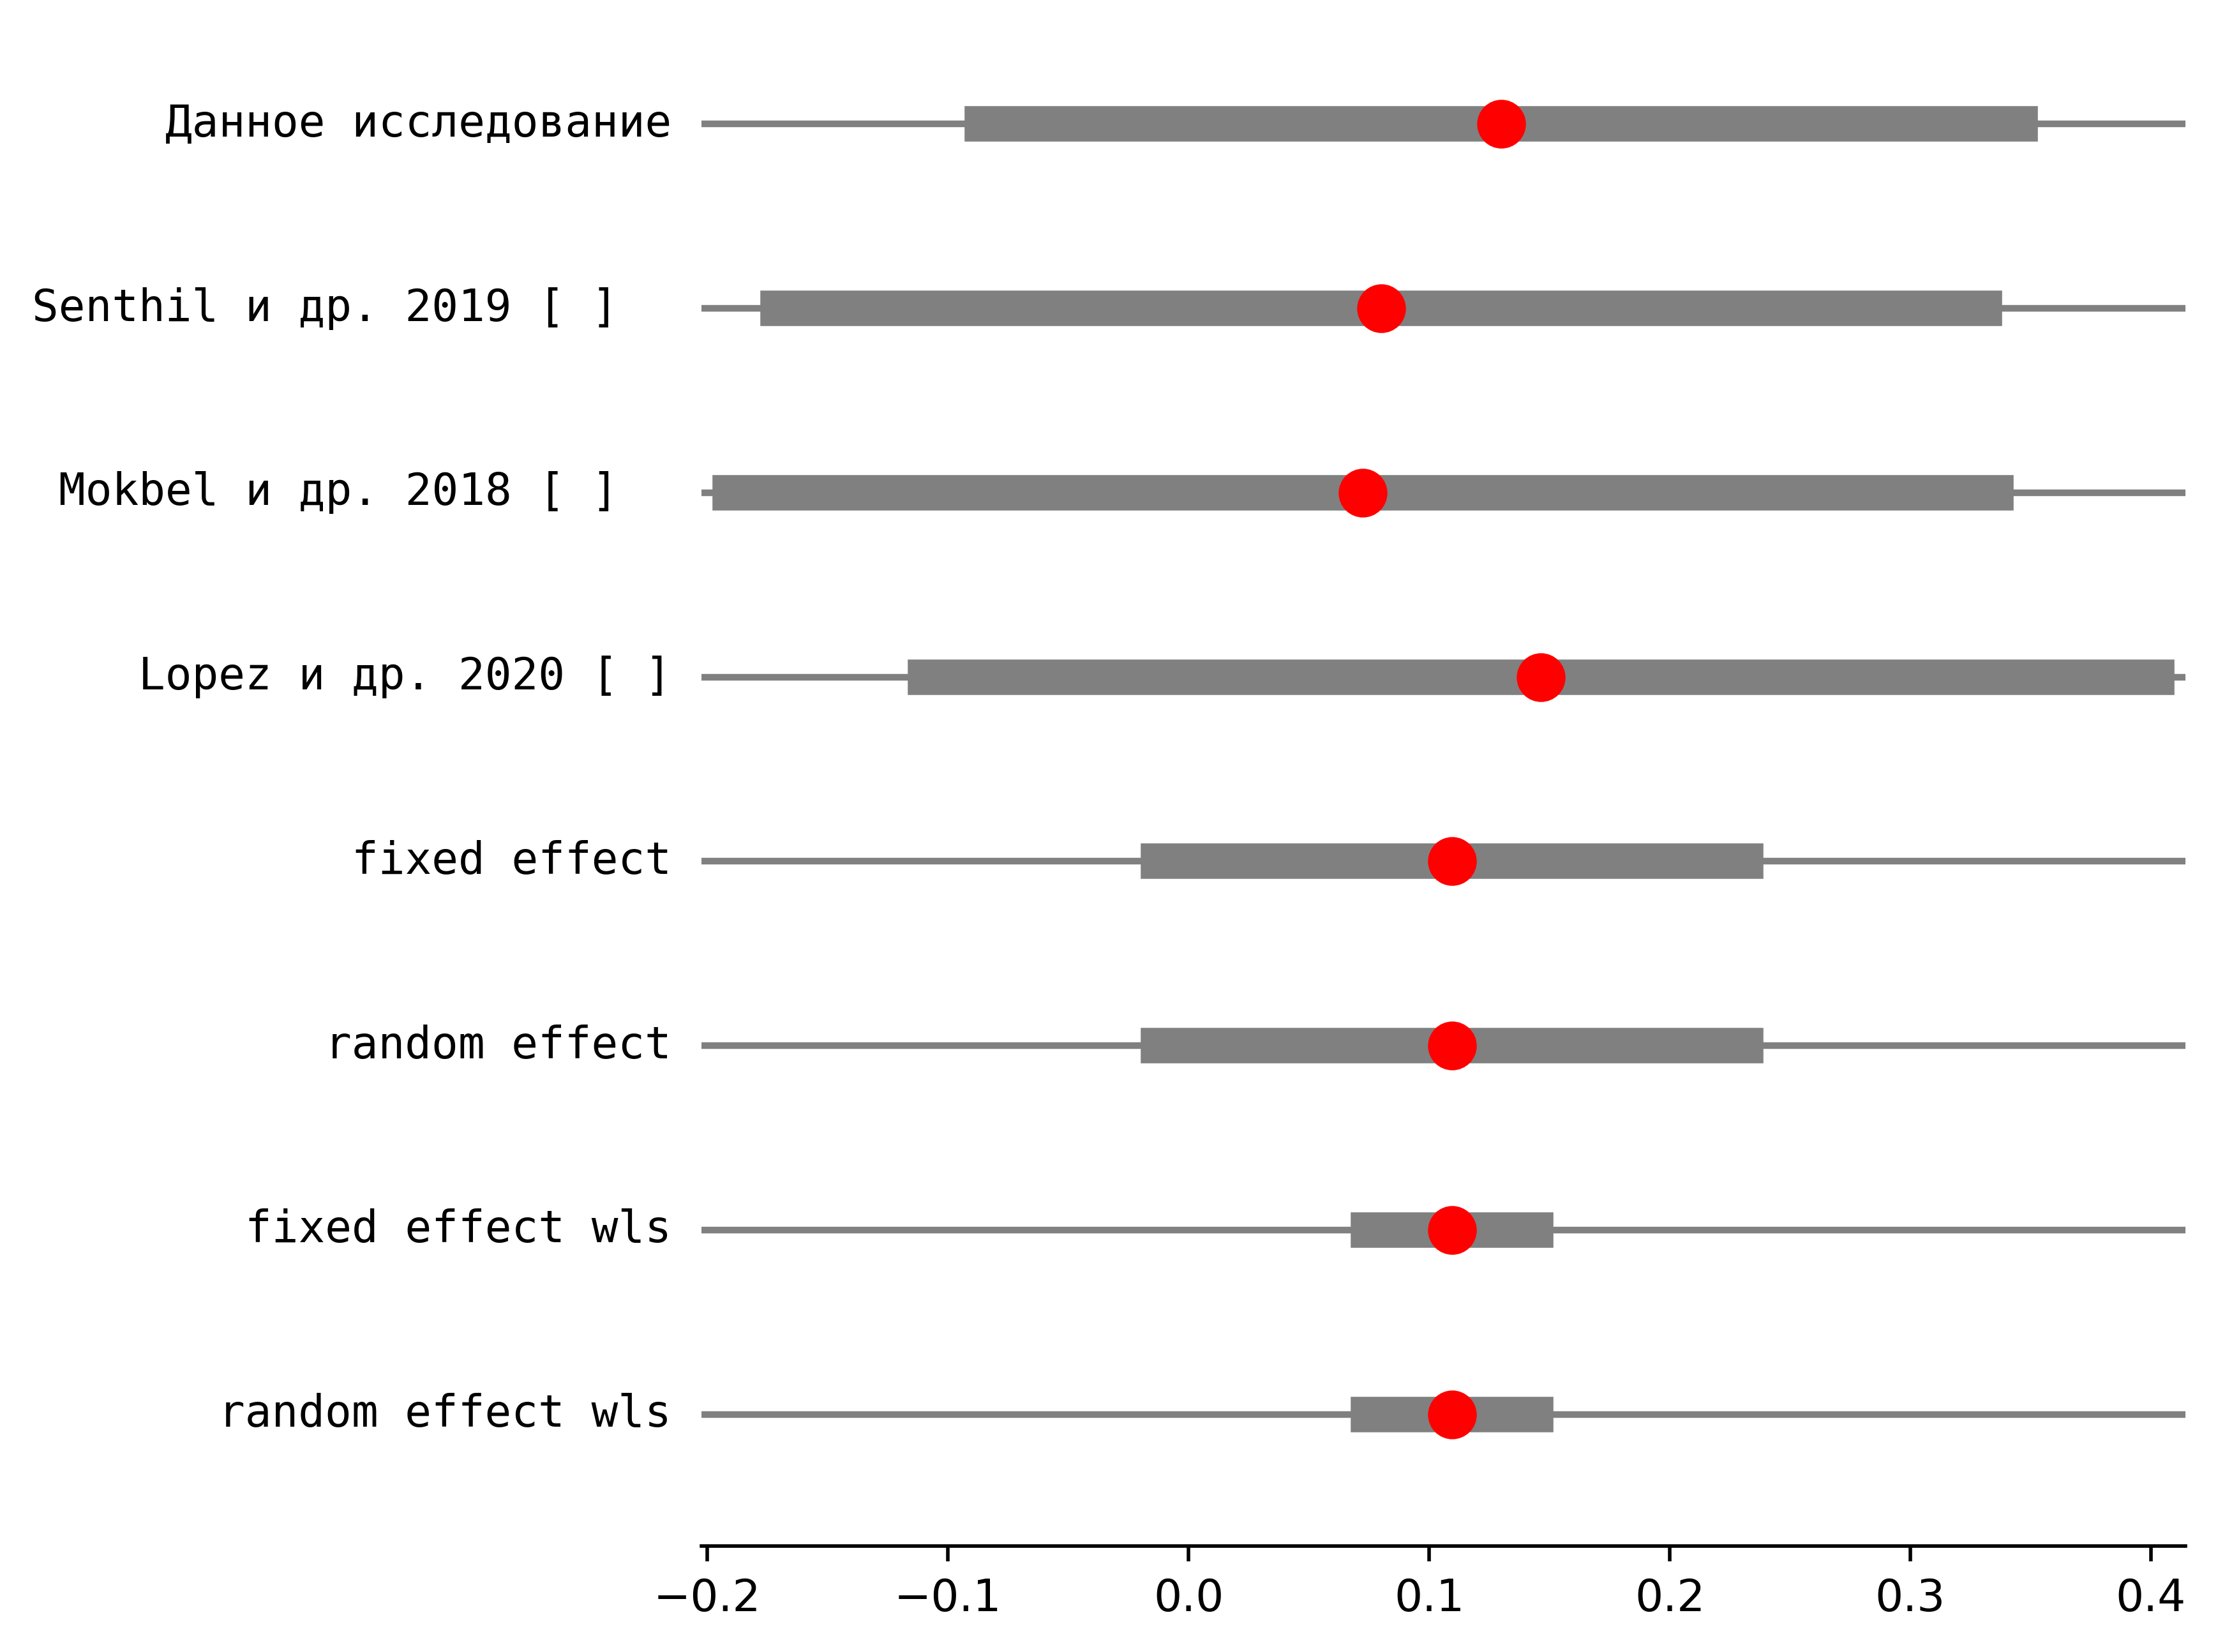 Данное исследование
Senthil и др. 2019 [ ]
Mokbel и др. 2018 [ ]
Lopez и др. 2020 [ ]
fixed effect
random effect
fixed effect wls
random effect wls
−0.2 −0.1 0.0 0.1 0.2 0.3 0.4